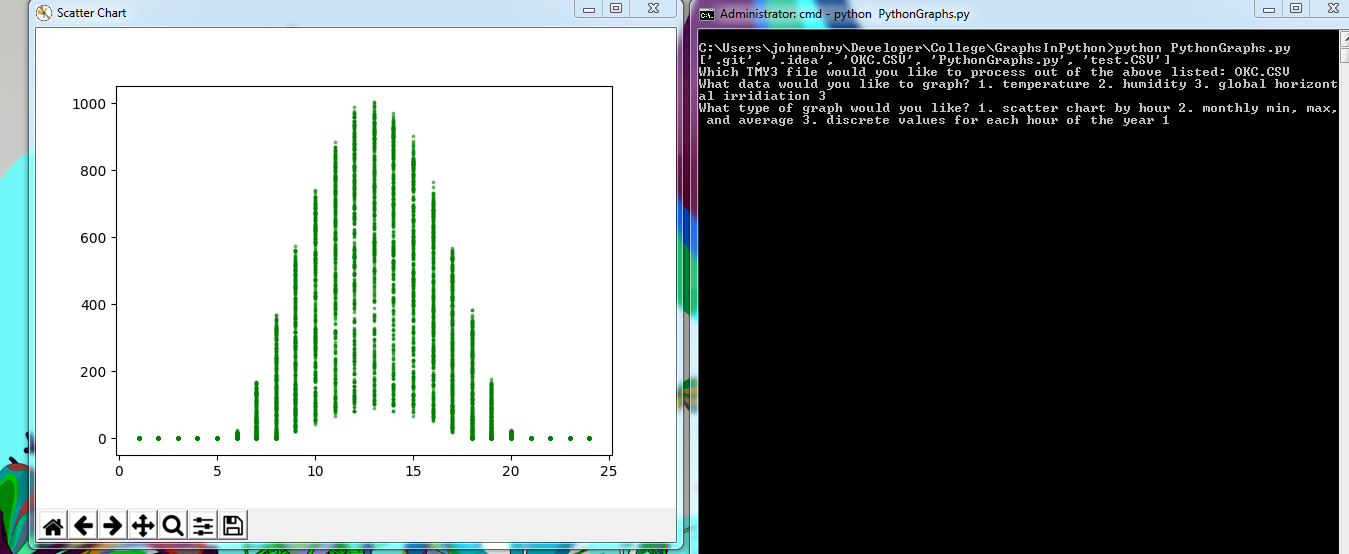 Scatter Chart
1000
800
600
400
200
0
0 5 10 15 20 25
Administrator: cmd - python PythonGraphs.py
C:\Users\johnembry\Developer\College\GraphsInPython>python PythonGraphs.py
['.git', '.idea', 'OKC.CSV', 'PythonGraphs.py', 'test.CSV']
Which TMY3 file would you like to process out of the above listed: OKC.CSV
What data would you like to graph? 1. temperature 2. humidity 3. global horizont
al irridiation 3
What type of graph would you like? 1. scatter chart by hour 2. monthly min, max,
and average 3. discrete values for each hour of the year 1